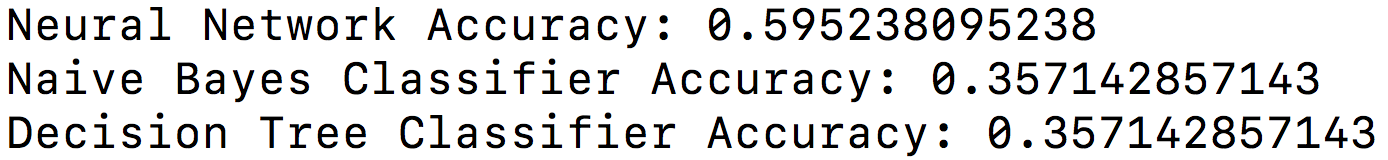 Neural Network Accuracy: 0.595238095238
Naive Bayes Classifier Accuracy: 0.357142857143
Decision Tree Classifier Accuracy: 0.357142857143